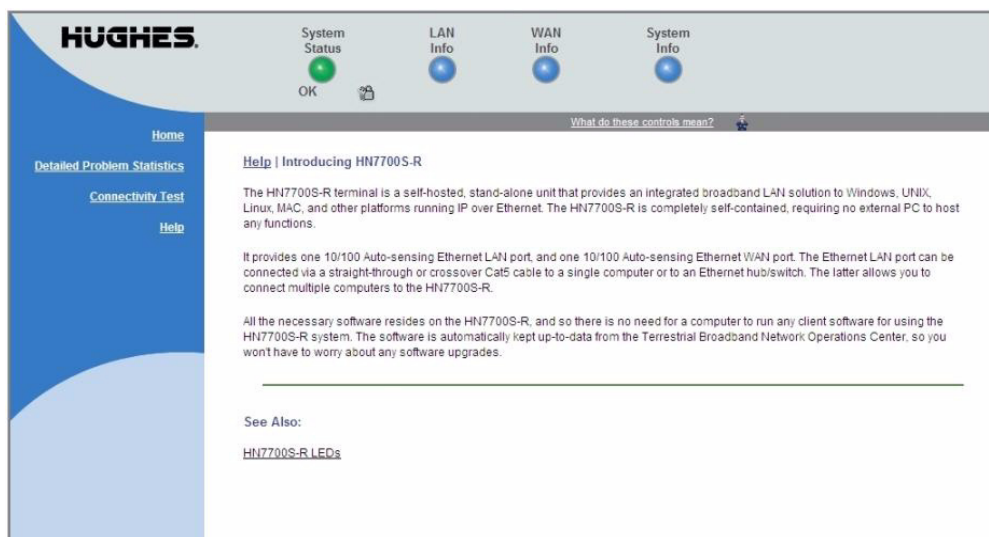 HUGHES.
System Status
LAN Info
WAN Info
System Info
OK
What do these controls mean?
Home
Detailed Problem Statistics
Connectivity Test
Help
Help | Introducing HN7700S-R
The HN7700S-R terminal is a self-hosted, stand-alone unit that provides an integrated broadband LAN solution to Windows, UNIX,
Linux, MAC, and other platforms running IP over Ethernet. The HN7700S-R is completely self-contained, requiring no external PC to host
any functions.
It provides one 10/100 Auto-sensing Ethernet LAN port, and one 10/100 Auto-sensing Ethernet WAN port. The Ethernet LAN port can be
connected via a straight-through or crossover Cat5 cable to a single computer or to an Ethernet hub/switch. The latter allows you to
connect multiple computers to the HN7700S-R.
All the necessary software resides on the HN7700S-R, and so there is no need for a computer to run any client software for using the
HN7700S-R system. The software is automatically kept up-to-data from the Terrestrial Broadband Network Operations Center, so you
won't have to worry about any software upgrades.
See Also:
HN7700S-R LEDs